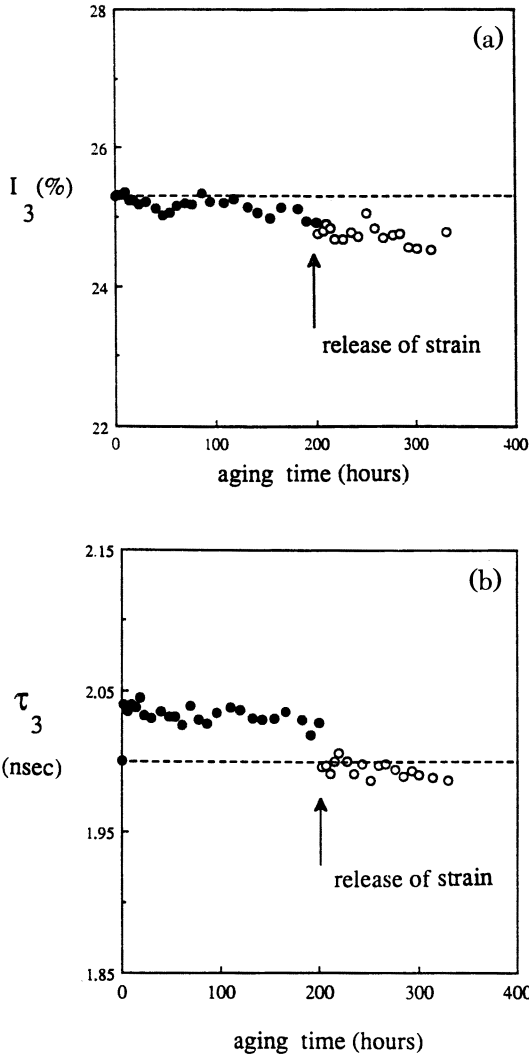 28
(a)
26
I
3 (%)
24
release of strain
22
0 100 200 300 400
aging time (hours)
2.15
(b)
2.05
τ
3
(nsec)
1.95
release of strain
1.85
0 100 200 300 400
aging time (hours)